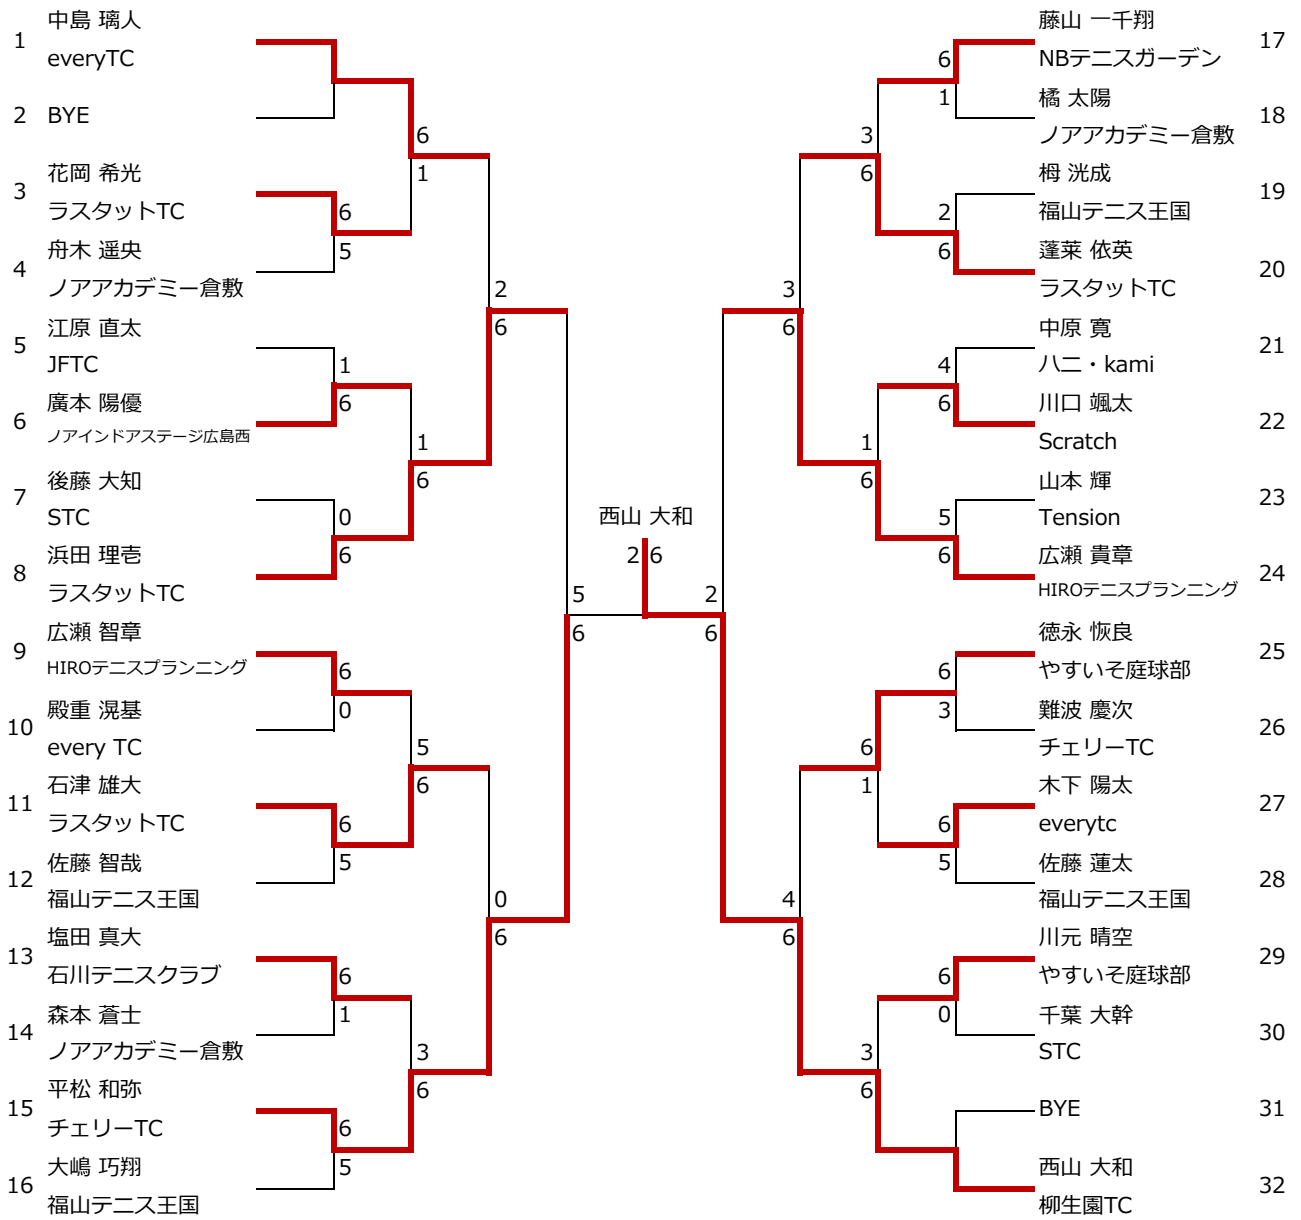 中島 璃人
1
everyTC
2 BYE
6
1
花岡 希光
3
ラスタットTC
6
5
舟木 遥央
4
ノアアカデミー倉敷
2
6
江原 直太
5
JFTC
1
6
廣本 陽優
6
ノアインドアステージ広島西
1
6
後藤 大知
7
STC
0
6
浜田 理壱
8
ラスタットTC
5
6
広瀬 智章
9
HIROテニスプランニング
6
0
殿重 滉基
10
every TC
5
6
石津 雄大
11
ラスタットTC
6
5
佐藤 智哉
12
福山テニス王国
0
6
塩田 真大
13
石川テニスクラブ
6
1
森本 蒼士
14
ノアアカデミー倉敷
3
6
平松 和弥
15
チェリーTC
6
5
大嶋 巧翔
16
福山テニス王国
西山 大和
2 6
藤山 一千翔
17
NBテニスガーデン
6
1
橘 太陽
18
ノアアカデミー倉敷
3
6
栂 洸成
19
福山テニス王国
2
6
蓬莱 依英
20
ラスタットTC
3
6
中原 寛
21
ハ二・kami
4
6
川口 颯太
22
Scratch
1
6
山本 輝
23
Tension
5
6
広瀬 貴章
24
HIROテニスプランニング
2
6
徳永 恢良
25
やすいそ庭球部
6
3
難波 慶次
26
チェリーTC
6
1
木下 陽太
27
everytc
6
5
佐藤 蓮太
28
福山テニス王国
4
6
川元 晴空
29
やすいそ庭球部
6
0
千葉 大幹
30
STC
3
6
BYE 31
西山 大和
32
柳生園TC